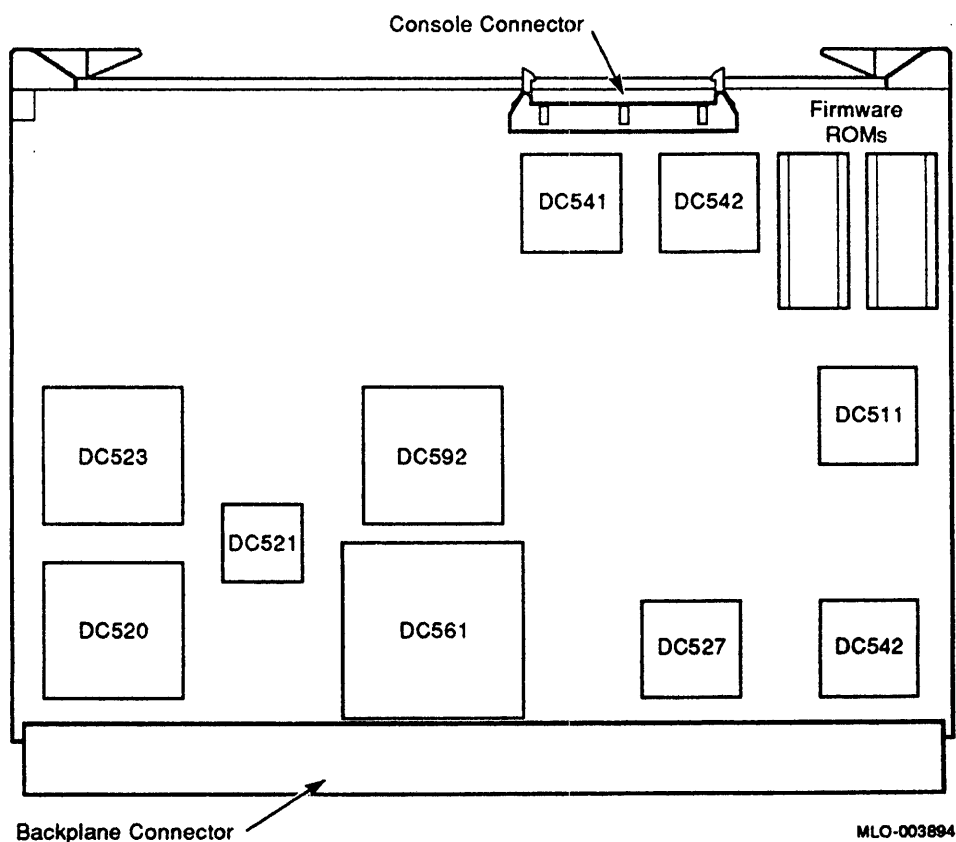 Console Connector
Firmware
ROMs
DC541
DC542
DC511
DC523
DC592
DC521
DC520
DC561
DC527
DC542
Backplane Connector
MLO-003894